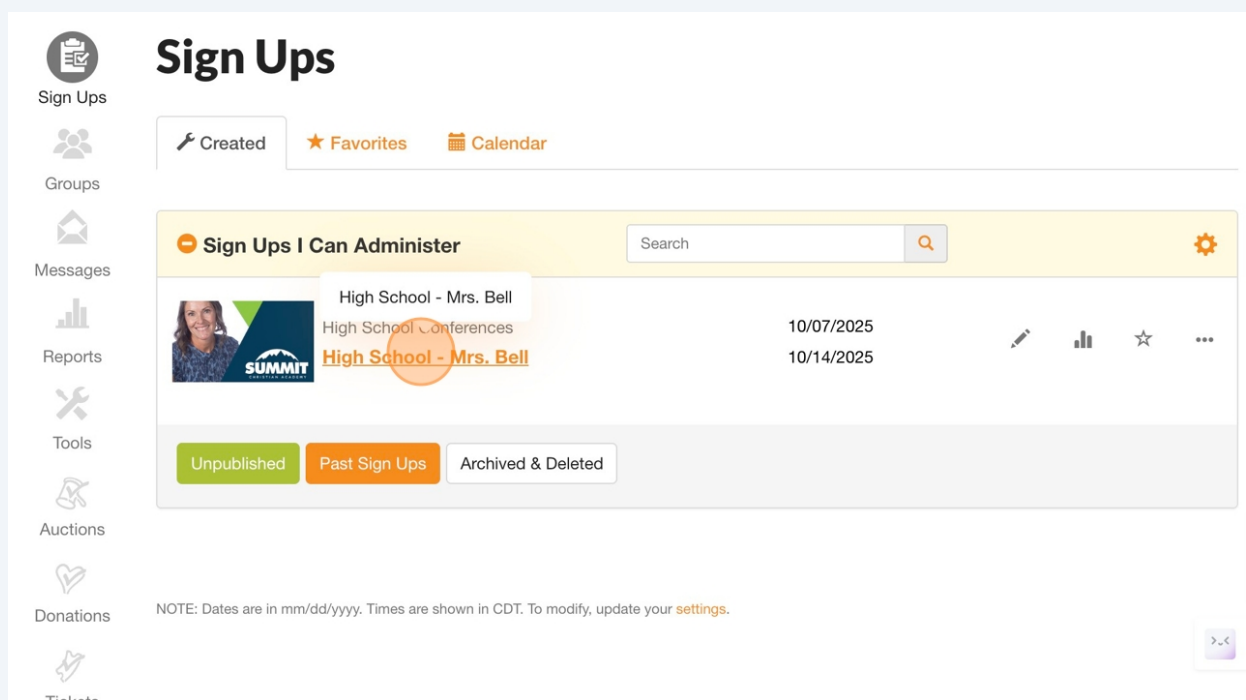 Sign Ups
Sign Ups
Created
Favorites
Calendar
Groups
Messages
Sign Ups I Can Administer
Search
High School - Mrs. Bell
High School Conferences
High School - Mrs. Bell
SUMMIT
CHRISTIAN ACADEMY
10/07/2025
10/14/2025
Reports
Tools
Unpublished
Past Sign Ups
Archived & Deleted
Auctions
Donations
NOTE: Dates are in mm/dd/yyyy. Times are shown in CDT. To modify, update your settings.
Tickets